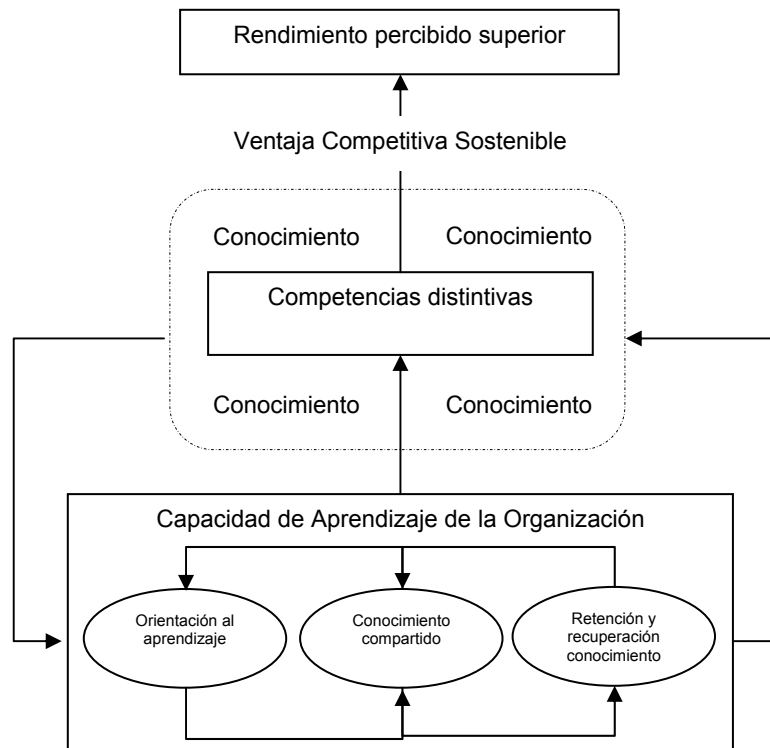 Rendimiento percibido superior
Ventaja Competitiva Sostenible
Conocimiento
Conocimiento
Competencias distintivas
Conocimiento
Conocimiento
Capacidad de Aprendizaje de la Organización
Orientación al
aprendizaje
Conocimiento
compartido
Retención y
recuperación
conocimiento